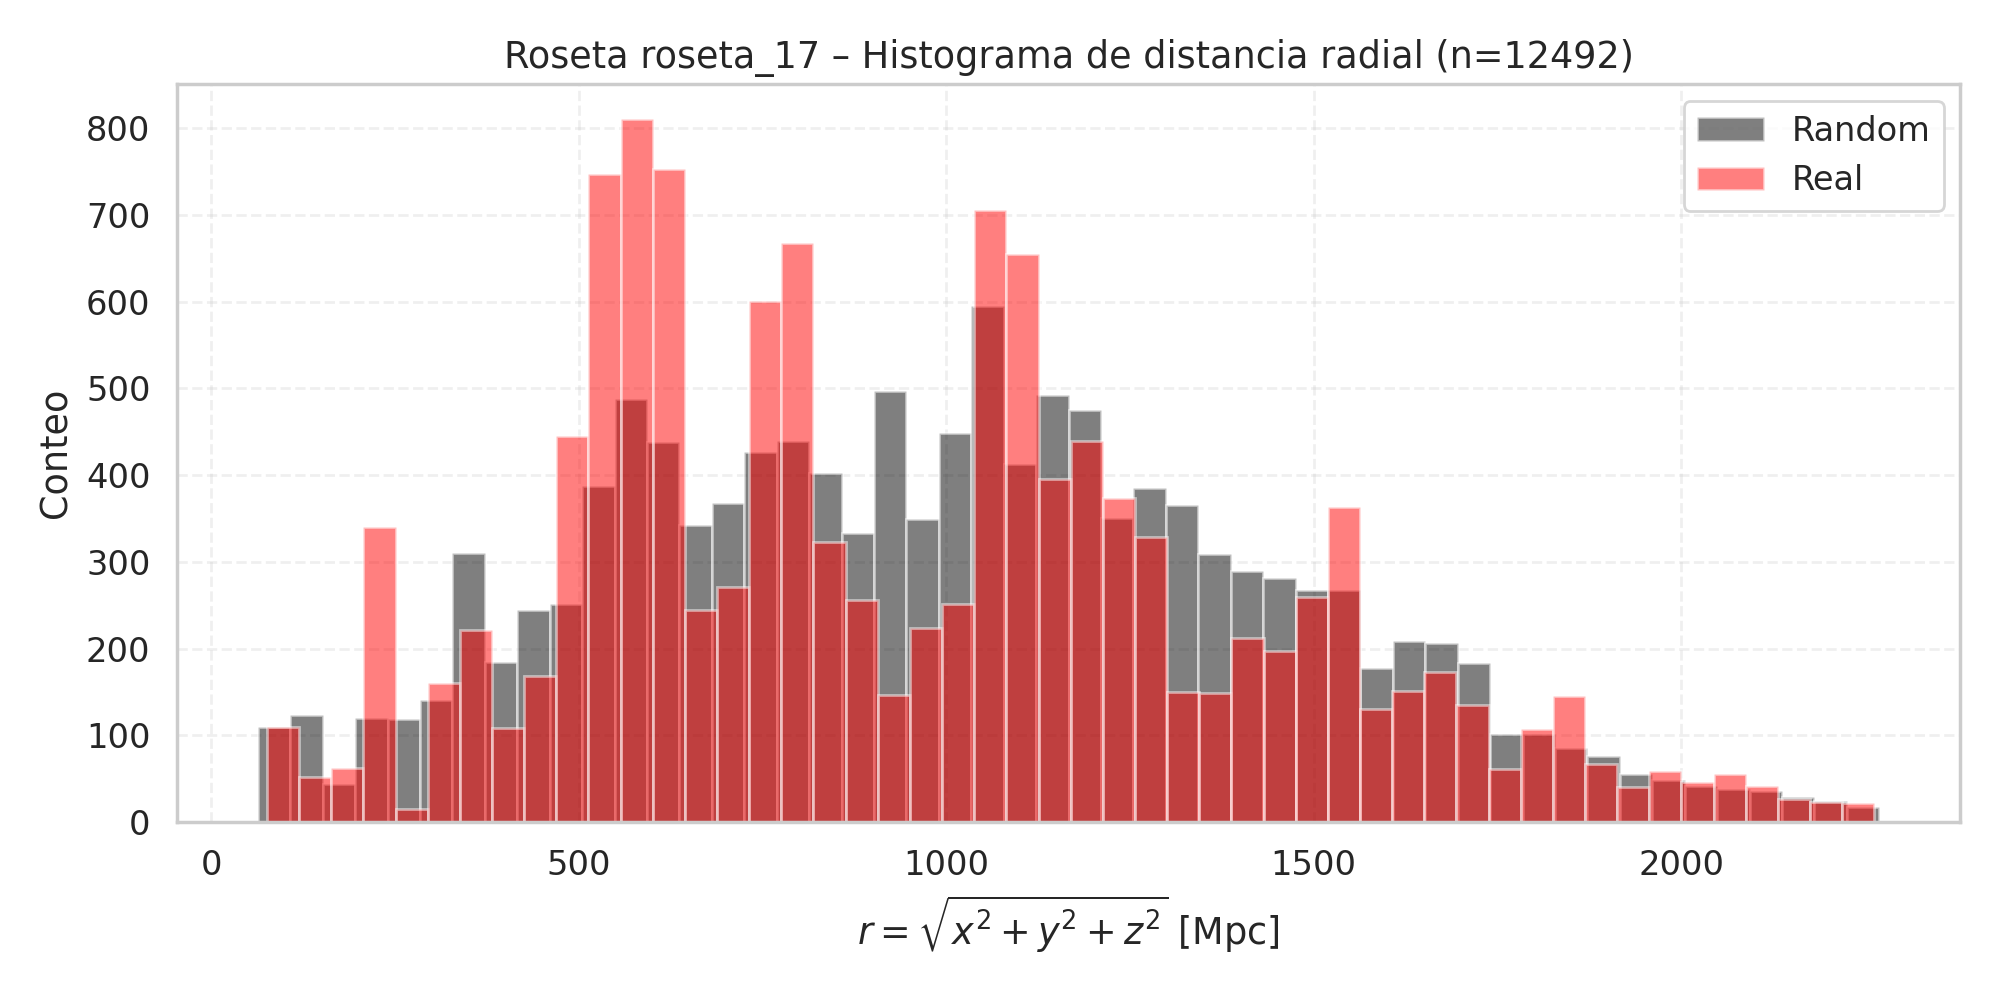 Roseta roseta_17 – Histograma de distancia radial (n=12492)
Random
Real
Conteo
800
700
600
500
400
300
200
100
0
0 500 1000 1500 2000
r = √x² + y² + z² [Mpc]